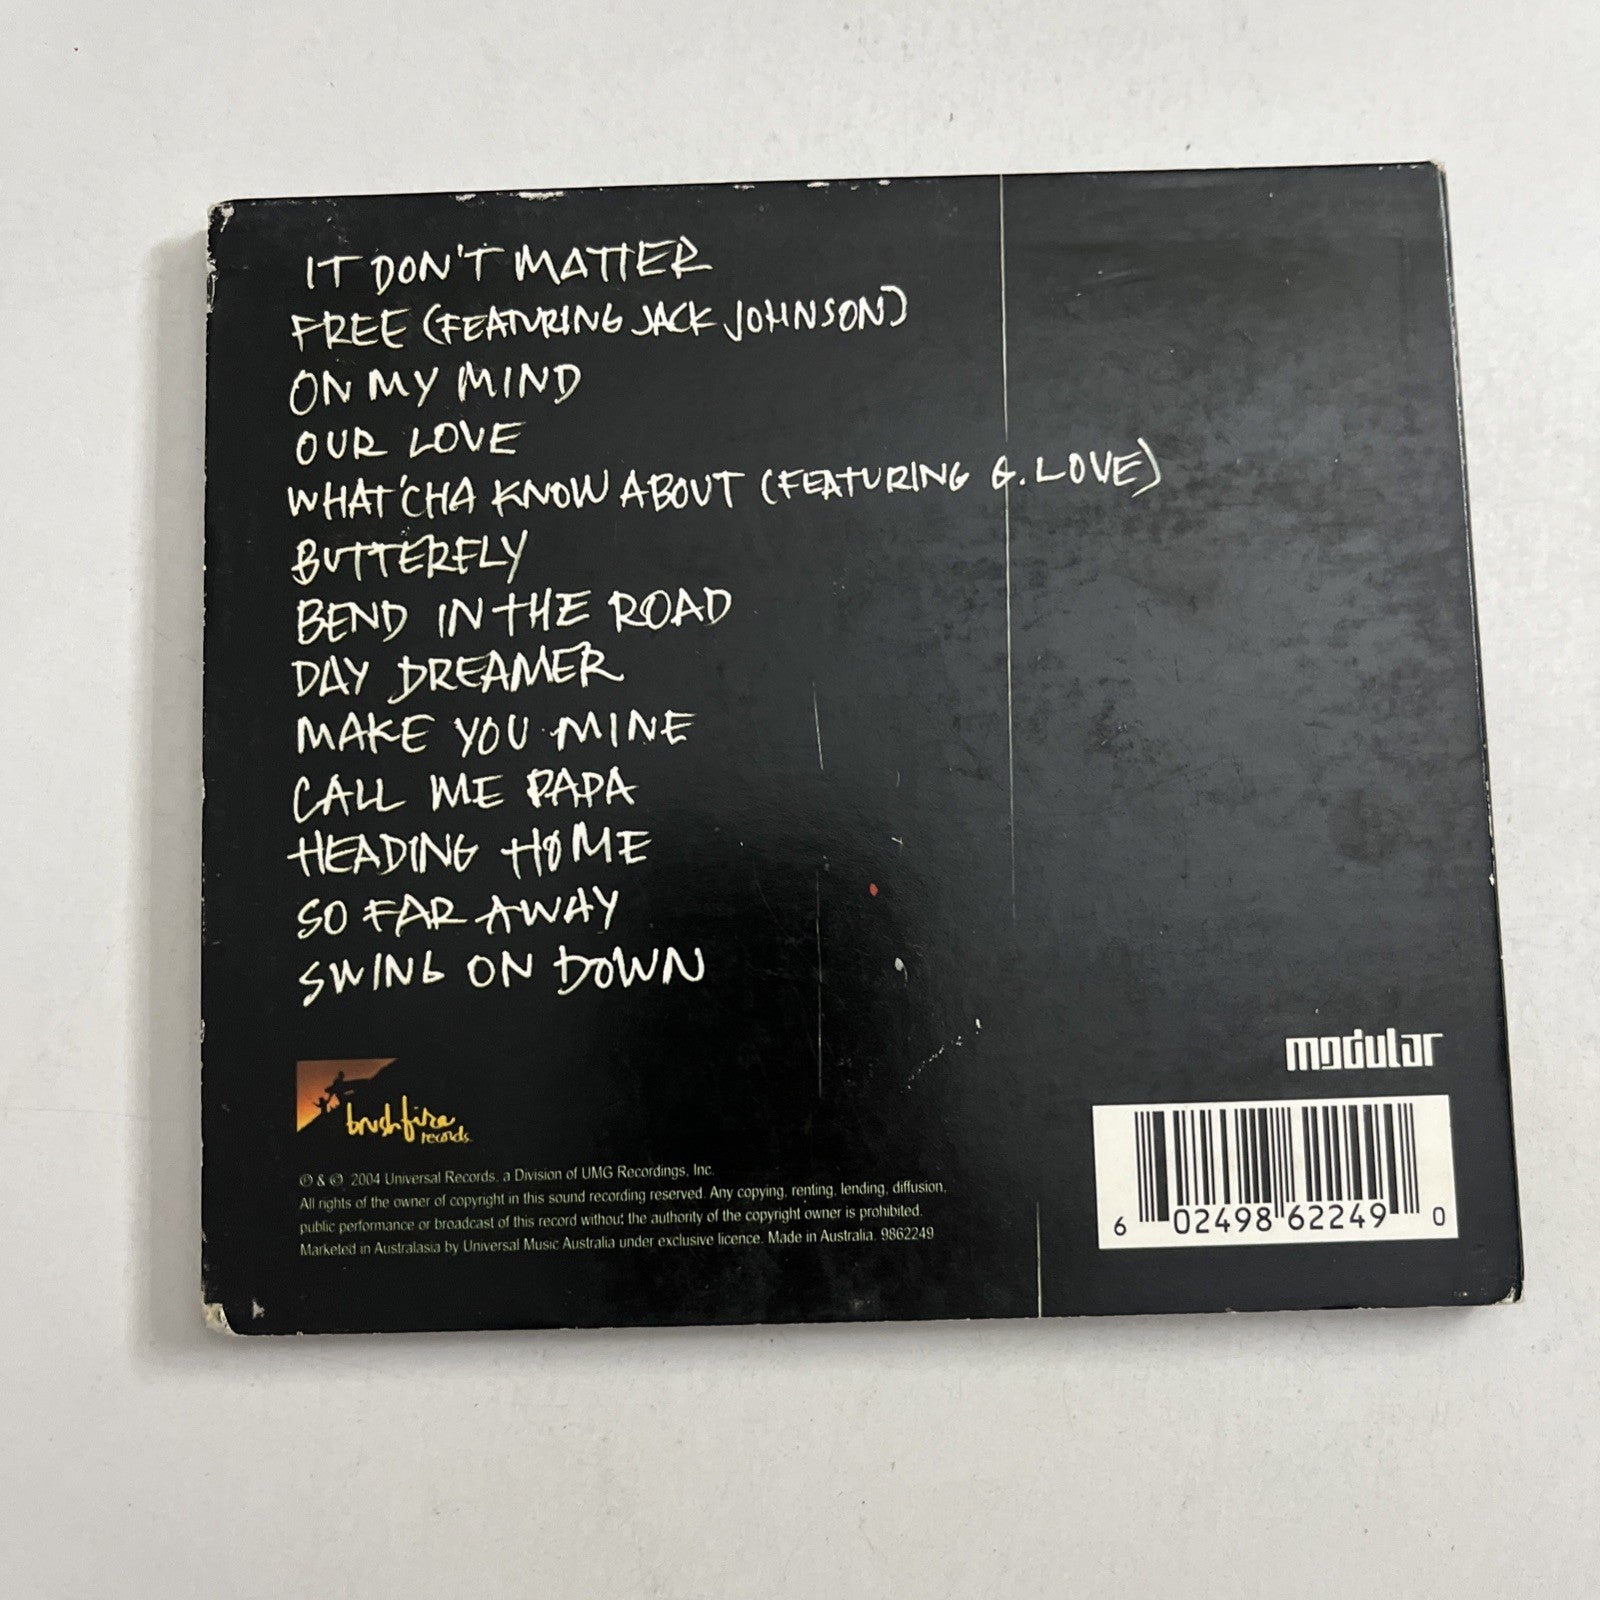 IT DON'T MATTER
FREE (FEATURING JACK JOHNSON)
ON MY MIND
OUR LOVE
WHAT'CHA KNOW ABOUT (FEATURING G. LOVE)
BUTTERFLY
BEND IN THE ROAD
DAY DREAMER
MAKE YOU MINE
CALL ME PAPA
HEADING HOME
SO FAR AWAY
SWING ON DOWN
modular
brushfire
records
℗ & © 2004 Universal Records, a Division of UMG Recordings, Inc.
All rights of the owner of copyright in this sound recording reserved. Any copying, renting, lending, diffusion,
public performance or broadcast of this record without the authority of the copyright owner is prohibited.
Marketed in Australasia by Universal Music Australia under exclusive licence. Made in Australia. 9862249
6 02498 62249 0